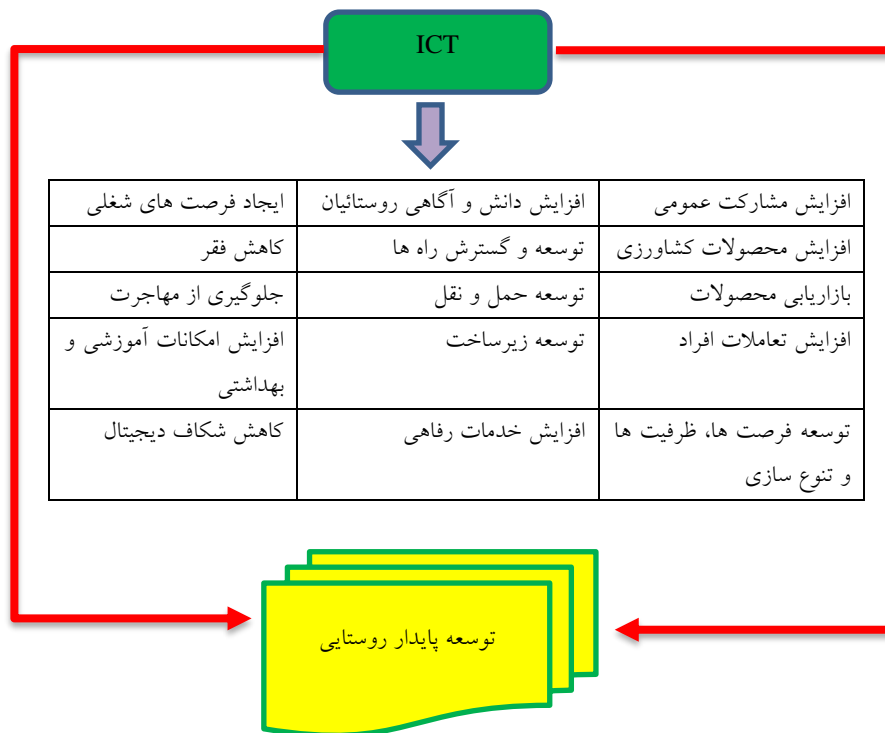 ICT
افزایش مشارکت عمومی
افزایش دانش و آگاهی روستائیان
ایجاد فرصت های شغلی
افزایش محصولات کشاورزی
توسعه و گسترش راه ها
کاهش فقر
بازاریابی محصولات
توسعه حمل و نقل
جلوگیری از مهاجرت
افزایش تعاملات افراد
توسعه زیرساخت
افزایش امکانات آموزشی و
بهداشتی
توسعه فرصت ها، ظرفیت ها
و تنوع سازی
افزایش خدمات رفاهی
کاهش شکاف دیجیتال
توسعه پایدار روستایی